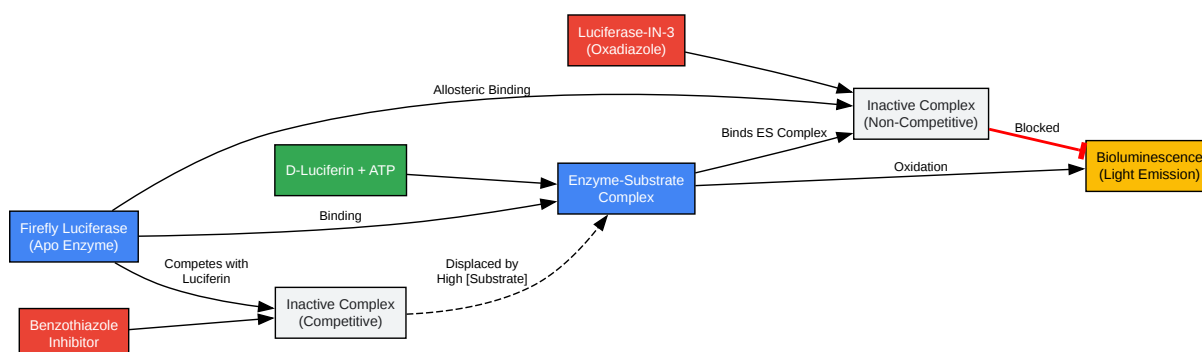 Luciferase-IN-3
(Oxadiazole)
Allosteric Binding
Inactive Complex
(Non-Competitive)
Binds ES Complex
Blocked
D-Luciferin + ATP
Enzyme-Substrate
Complex
Oxidation
Bioluminescence
(Light Emission)
Firefly Luciferase
(Apo Enzyme)
Binding
Competes with
Luciferin
Displaced by
High [Substrate]
Inactive Complex
(Competitive)
Benzothiazole
Inhibitor